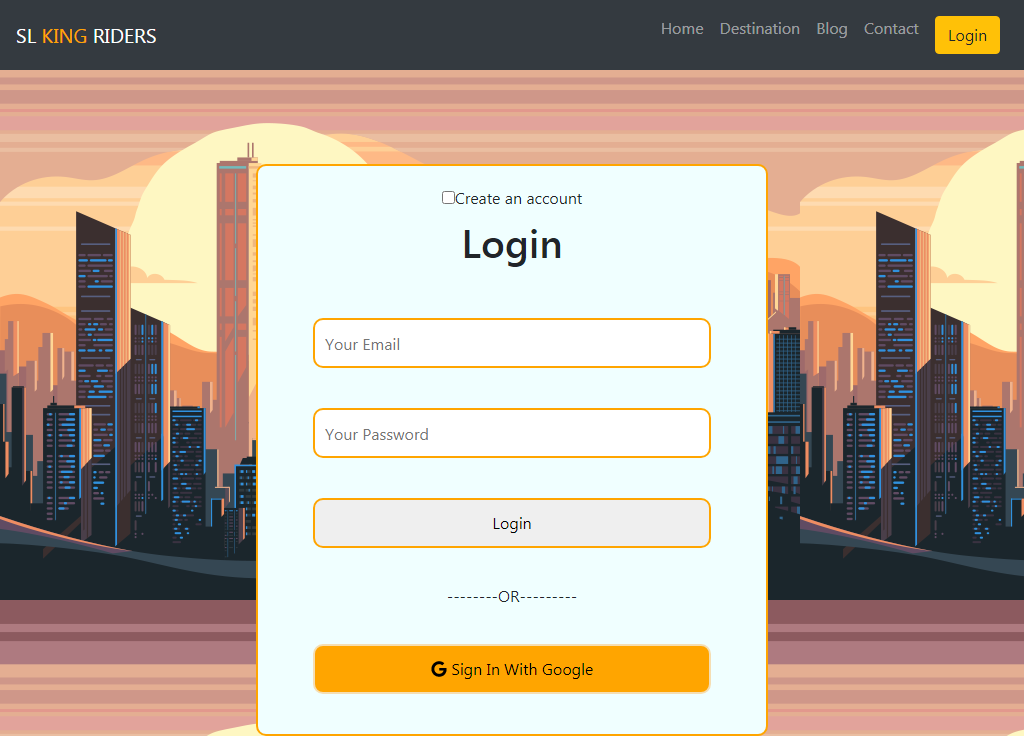 SL KING RIDERS
Home Destination Blog Contact Login
Create an account
Login
Your Email
Your Password
Login
--------OR---------
G Sign In With Google